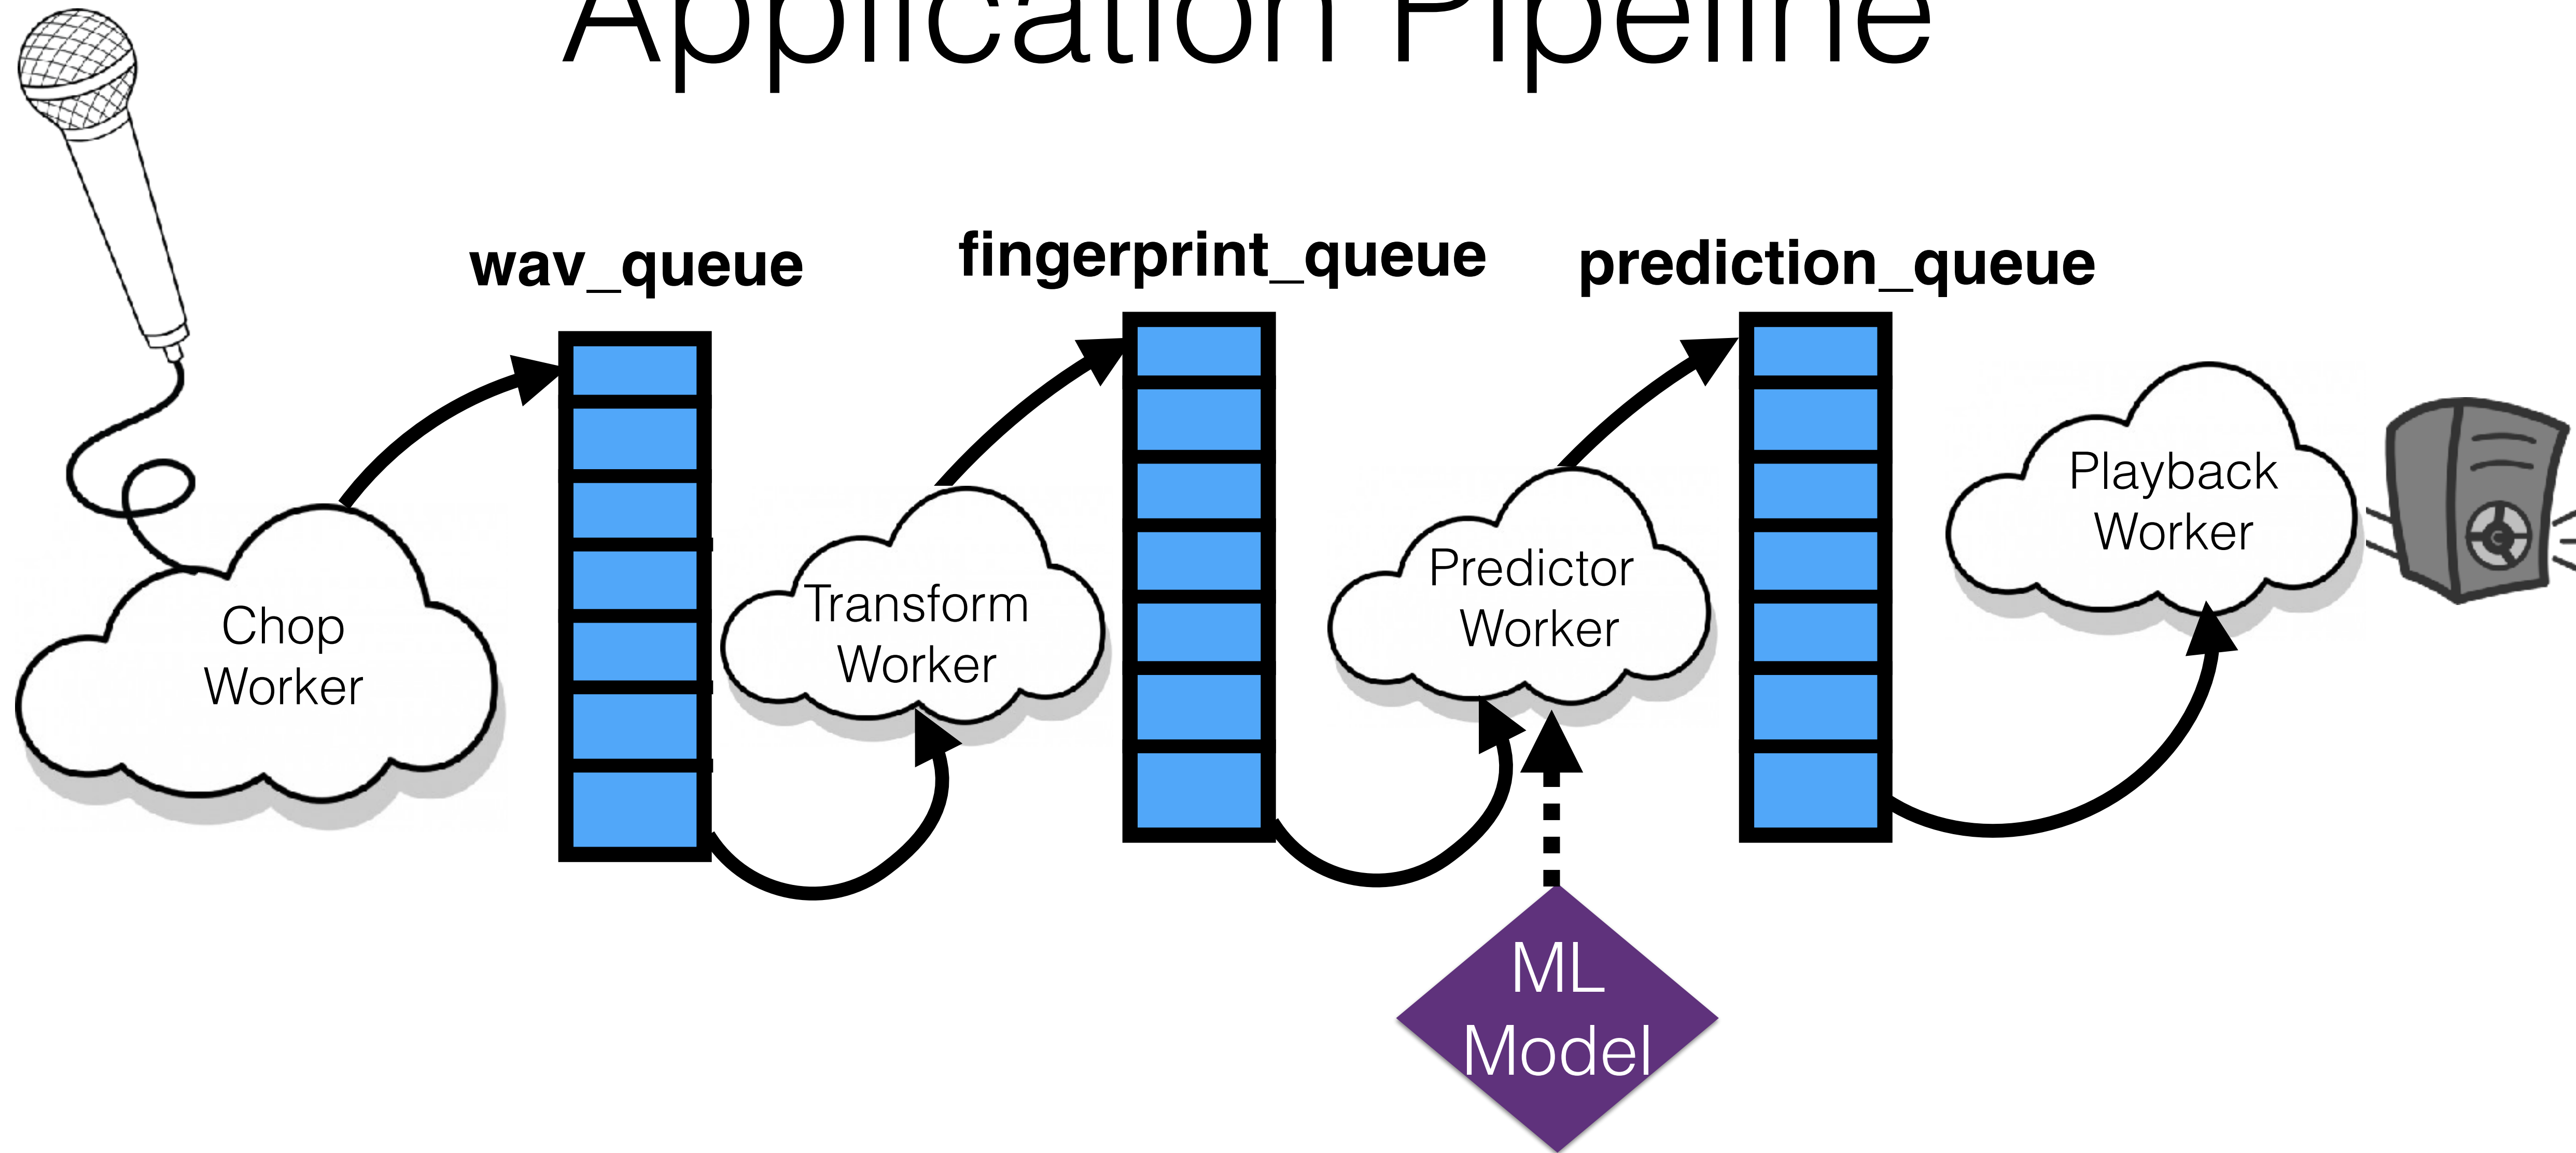 Application Pipeline
wav_queue
fingerprint_queue
prediction_queue
Chop
Worker
Transform
Worker
Predictor
Worker
Playback
Worker
ML
Model